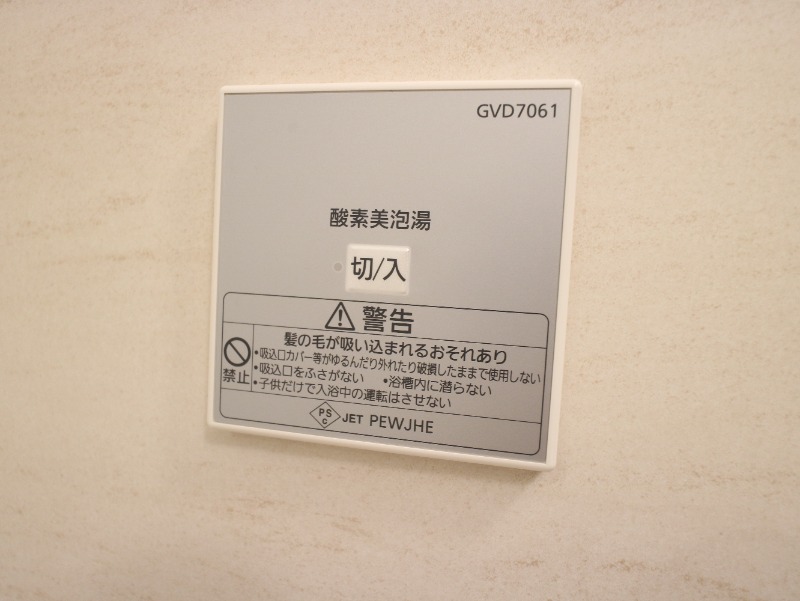 GVD7061
酸素美泡湯
切/入
警告
髪の毛が吸い込まれるおそれあり
禁止
・吸込口カバー等がゆるんだり外れたり破損したままで使用しない
・吸込口をふさがない ・浴槽内に潜らない
・子供だけで入浴中の運転はさせない
PS C JET PEWJHE